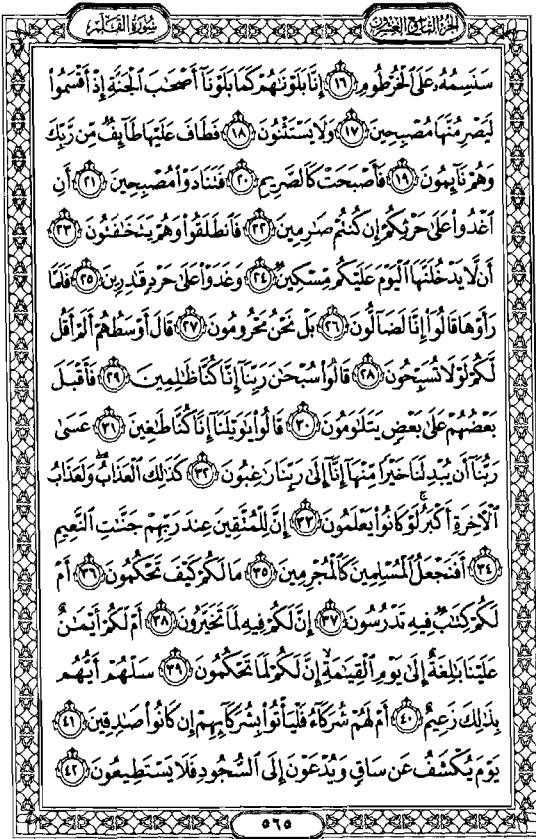 الجزء التاسع والعشرون
سورة القلم
سَنَسِمُهُۥ عَلَى ٱلْخُرْطُومِ ١٦ إِنَّا بَلَوْنَٰهُمْ كَمَا بَلَوْنَآ أَصْحَٰبَ ٱلْجَنَّةِ إِذْ أَقْسَمُوا۟
لَيَصْرِمُنَّهَا مُصْبِحِينَ ١٧ وَلَا يَسْتَثْنُونَ ١٨ فَطَافَ عَلَيْهَا طَآئِفٌ مِّن رَّبِّكَ
وَهُمْ نَآئِمُونَ ١٩ فَأَصْبَحَتْ كَٱلصَّرِيمِ ٢٠ فَتَنَادَوْا۟ مُصْبِحِينَ ٢١ أَنِ
ٱغْدُوا۟ عَلَىٰ حَرْثِكُمْ إِن كُنتُمْ صَٰرِمِينَ ٢٢ فَٱنطَلَقُوا۟ وَهُمْ يَتَخَٰفَتُونَ ٢٣
أَن لَّا يَدْخُلَنَّهَا ٱلْيَوْمَ عَلَيْكُم مِّسْكِينٌ ٢٤ وَغَدَوْا۟ عَلَىٰ حَرْدٍ قَٰدِرِينَ ٢٥ فَلَمَّا
رَأَوْهَا قَالُوٓا۟ إِنَّا لَضَآلُّونَ ٢٦ بَلْ نَحْنُ مَحْرُومُونَ ٢٧ قَالَ أَوْسَطُهُمْ أَلَمْ أَقُل
لَّكُمْ لَوْلَا تُسَبِّحُونَ ٢٨ قَالُوا۟ سُبْحَٰنَ رَبِّنَآ إِنَّا كُنَّا ظَٰلِمِينَ ٢٩ فَأَقْبَلَ
بَعْضُهُمْ عَلَىٰ بَعْضٍ يَتَلَٰوَمُونَ ٣٠ قَالُوا۟ يَٰوَيْلَنَآ إِنَّا كُنَّا طَٰغِينَ ٣١ عَسَىٰ
رَبُّنَآ أَن يُبْدِلَنَا خَيْرًا مِّنْهَآ إِنَّآ إِلَىٰ رَبِّنَا رَٰغِبُونَ ٣٢ كَذَٰلِكَ ٱلْعَذَابُ ۖ وَلَعَذَابُ
ٱلْءَاخِرَةِ أَكْبَرُ ۚ لَوْ كَانُوا۟ يَعْلَمُونَ ٣٣ إِنَّ لِلْمُتَّقِينَ عِندَ رَبِّهِمْ جَنَّٰتِ ٱلنَّعِيمِ
٣٤ أَفَنَجْعَلُ ٱلْمُسْلِمِينَ كَٱلْمُجْرِمِينَ ٣٥ مَا لَكُمْ كَيْفَ تَحْكُمُونَ ٣٦ أَمْ
لَكُمْ كِتَٰبٌ فِيهِ تَدْرُسُونَ ٣٧ إِنَّ لَكُمْ فِيهِ لَمَا تَخَيَّرُونَ ٣٨ أَمْ لَكُمْ أَيْمَٰنٌ
عَلَيْنَا بَٰلِغَةٌ إِلَىٰ يَوْمِ ٱلْقِيَٰمَةِ ۙ إِنَّ لَكُمْ لَمَا تَحْكُمُونَ ٣٩ سَلْهُمْ أَيُّهُم
بِذَٰلِكَ زَعِيمٌ ٤٠ أَمْ لَهُمْ شُرَكَآءُ فَلْيَأْتُوا۟ بِشُرَكَآئِهِمْ إِن كَانُوا۟ صَٰدِقِينَ ٤١
يَوْمَ يُكْشَفُ عَن سَاقٍ وَيُدْعَوْنَ إِلَى ٱلسُّجُودِ فَلَا يَسْتَطِيعُونَ ٤٢
٥٦٥